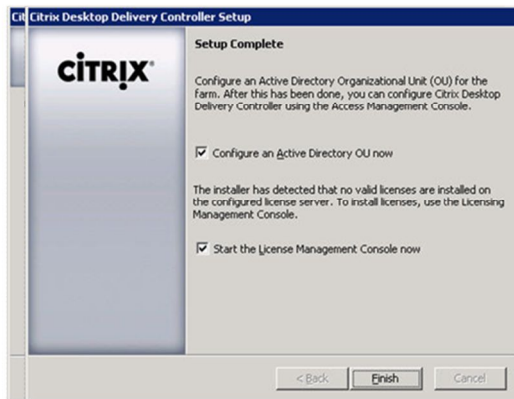 Cit
Citrix Desktop Delivery Controller Setup
CITRIX
Setup Complete
Configure an Active Directory Organizational Unit (OU) for the
farm. After this has been done, you can configure Citrix Desktop
Delivery Controller using the Access Management Console.
Configure an Active Directory OU now
The installer has detected that no valid licenses are installed on
the configured license server. To install licenses, use the Licensing
Management Console.
Start the License Management Console now
< Back
Finish
Cancel